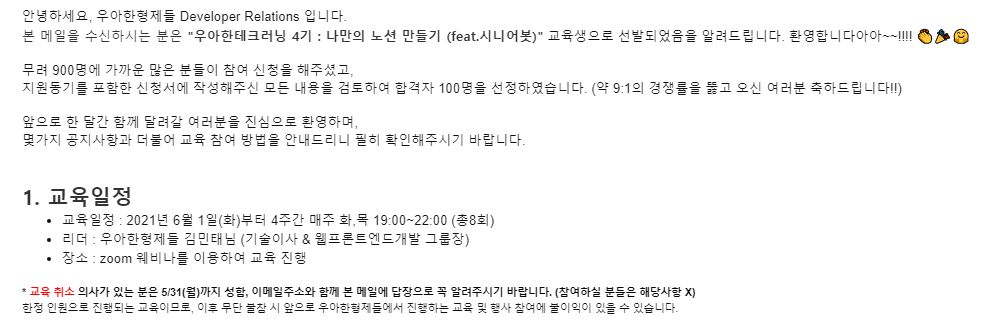 안녕하세요, 우아한형제들 Developer Relations 입니다.
본 메일을 수신하시는 분은 "우아한테크러닝 4기 : 나만의 노션 만들기 (feat.시니어봇)" 교육생으로 선발되었음을 알려드립니다. 환영합니다아아~~!!!! 👏🎉🤗
무려 900명에 가까운 많은 분들이 참여 신청을 해주셨고,
지원동기를 포함한 신청서에 작성해주신 모든 내용을 검토하여 합격자 100명을 선정하였습니다. (약 9:1의 경쟁률을 뚫고 오신 여러분 축하드립니다!!)
앞으로 한 달간 함께 달려갈 여러분을 진심으로 환영하며,
몇가지 공지사항과 더불어 교육 참여 방법을 안내드리니 필히 확인해주시기 바랍니다.
1. 교육일정
• 교육일정 : 2021년 6월 1일(화)부터 4주간 매주 화,목 19:00~22:00 (총8회)
• 리더 : 우아한형제들 김민태님 (기술이사 & 웹프론트엔드개발 그룹장)
• 장소 : zoom 웨비나를 이용하여 교육 진행
* 교육 취소 의사가 있는 분은 5/31(월)까지 성함, 이메일주소와 함께 본 메일에 답장으로 꼭 알려주시기 바랍니다. (참여하실 분들은 해당사항 X)
한정 인원으로 진행되는 교육이므로, 이후 무단 불참 시 앞으로 우아한형제들에서 진행하는 교육 및 행사 참여에 불이익이 있을 수 있습니다.